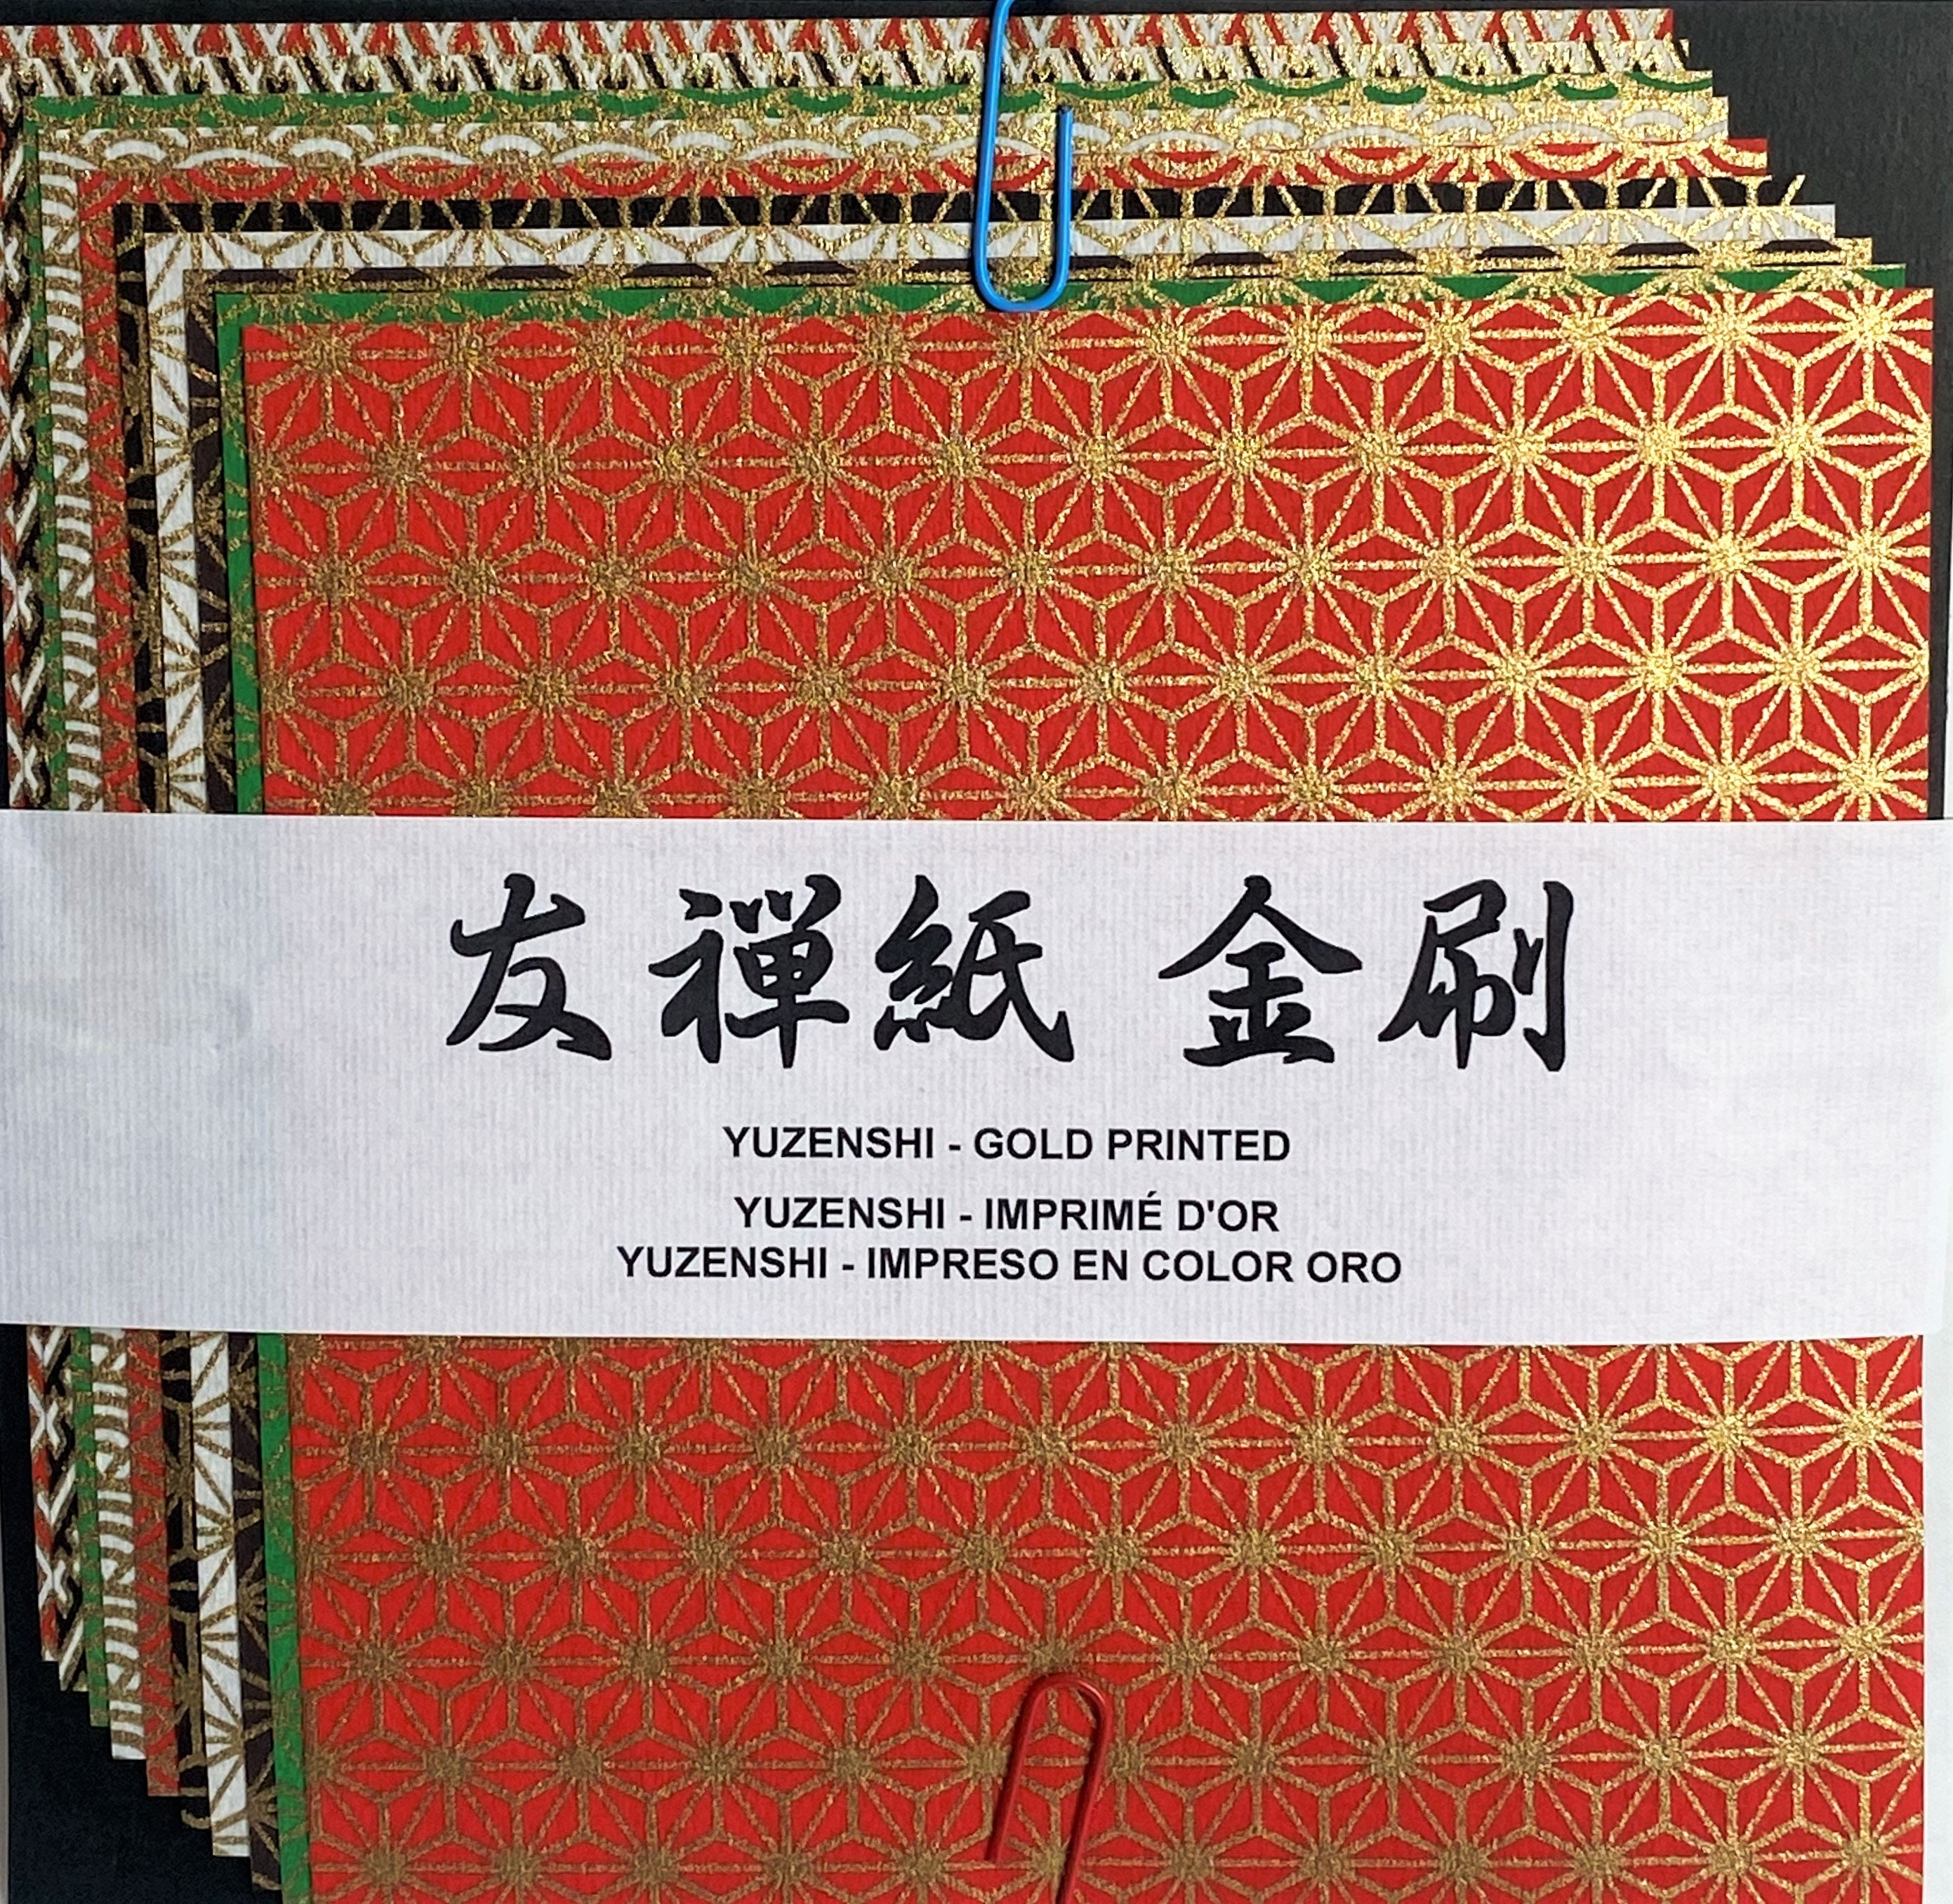 友禅紙 金刷
YUZENSHI - GOLD PRINTED
YUZENSHI - IMPRIMÉ D'OR
YUZENSHI - IMPRESO EN COLOR ORO